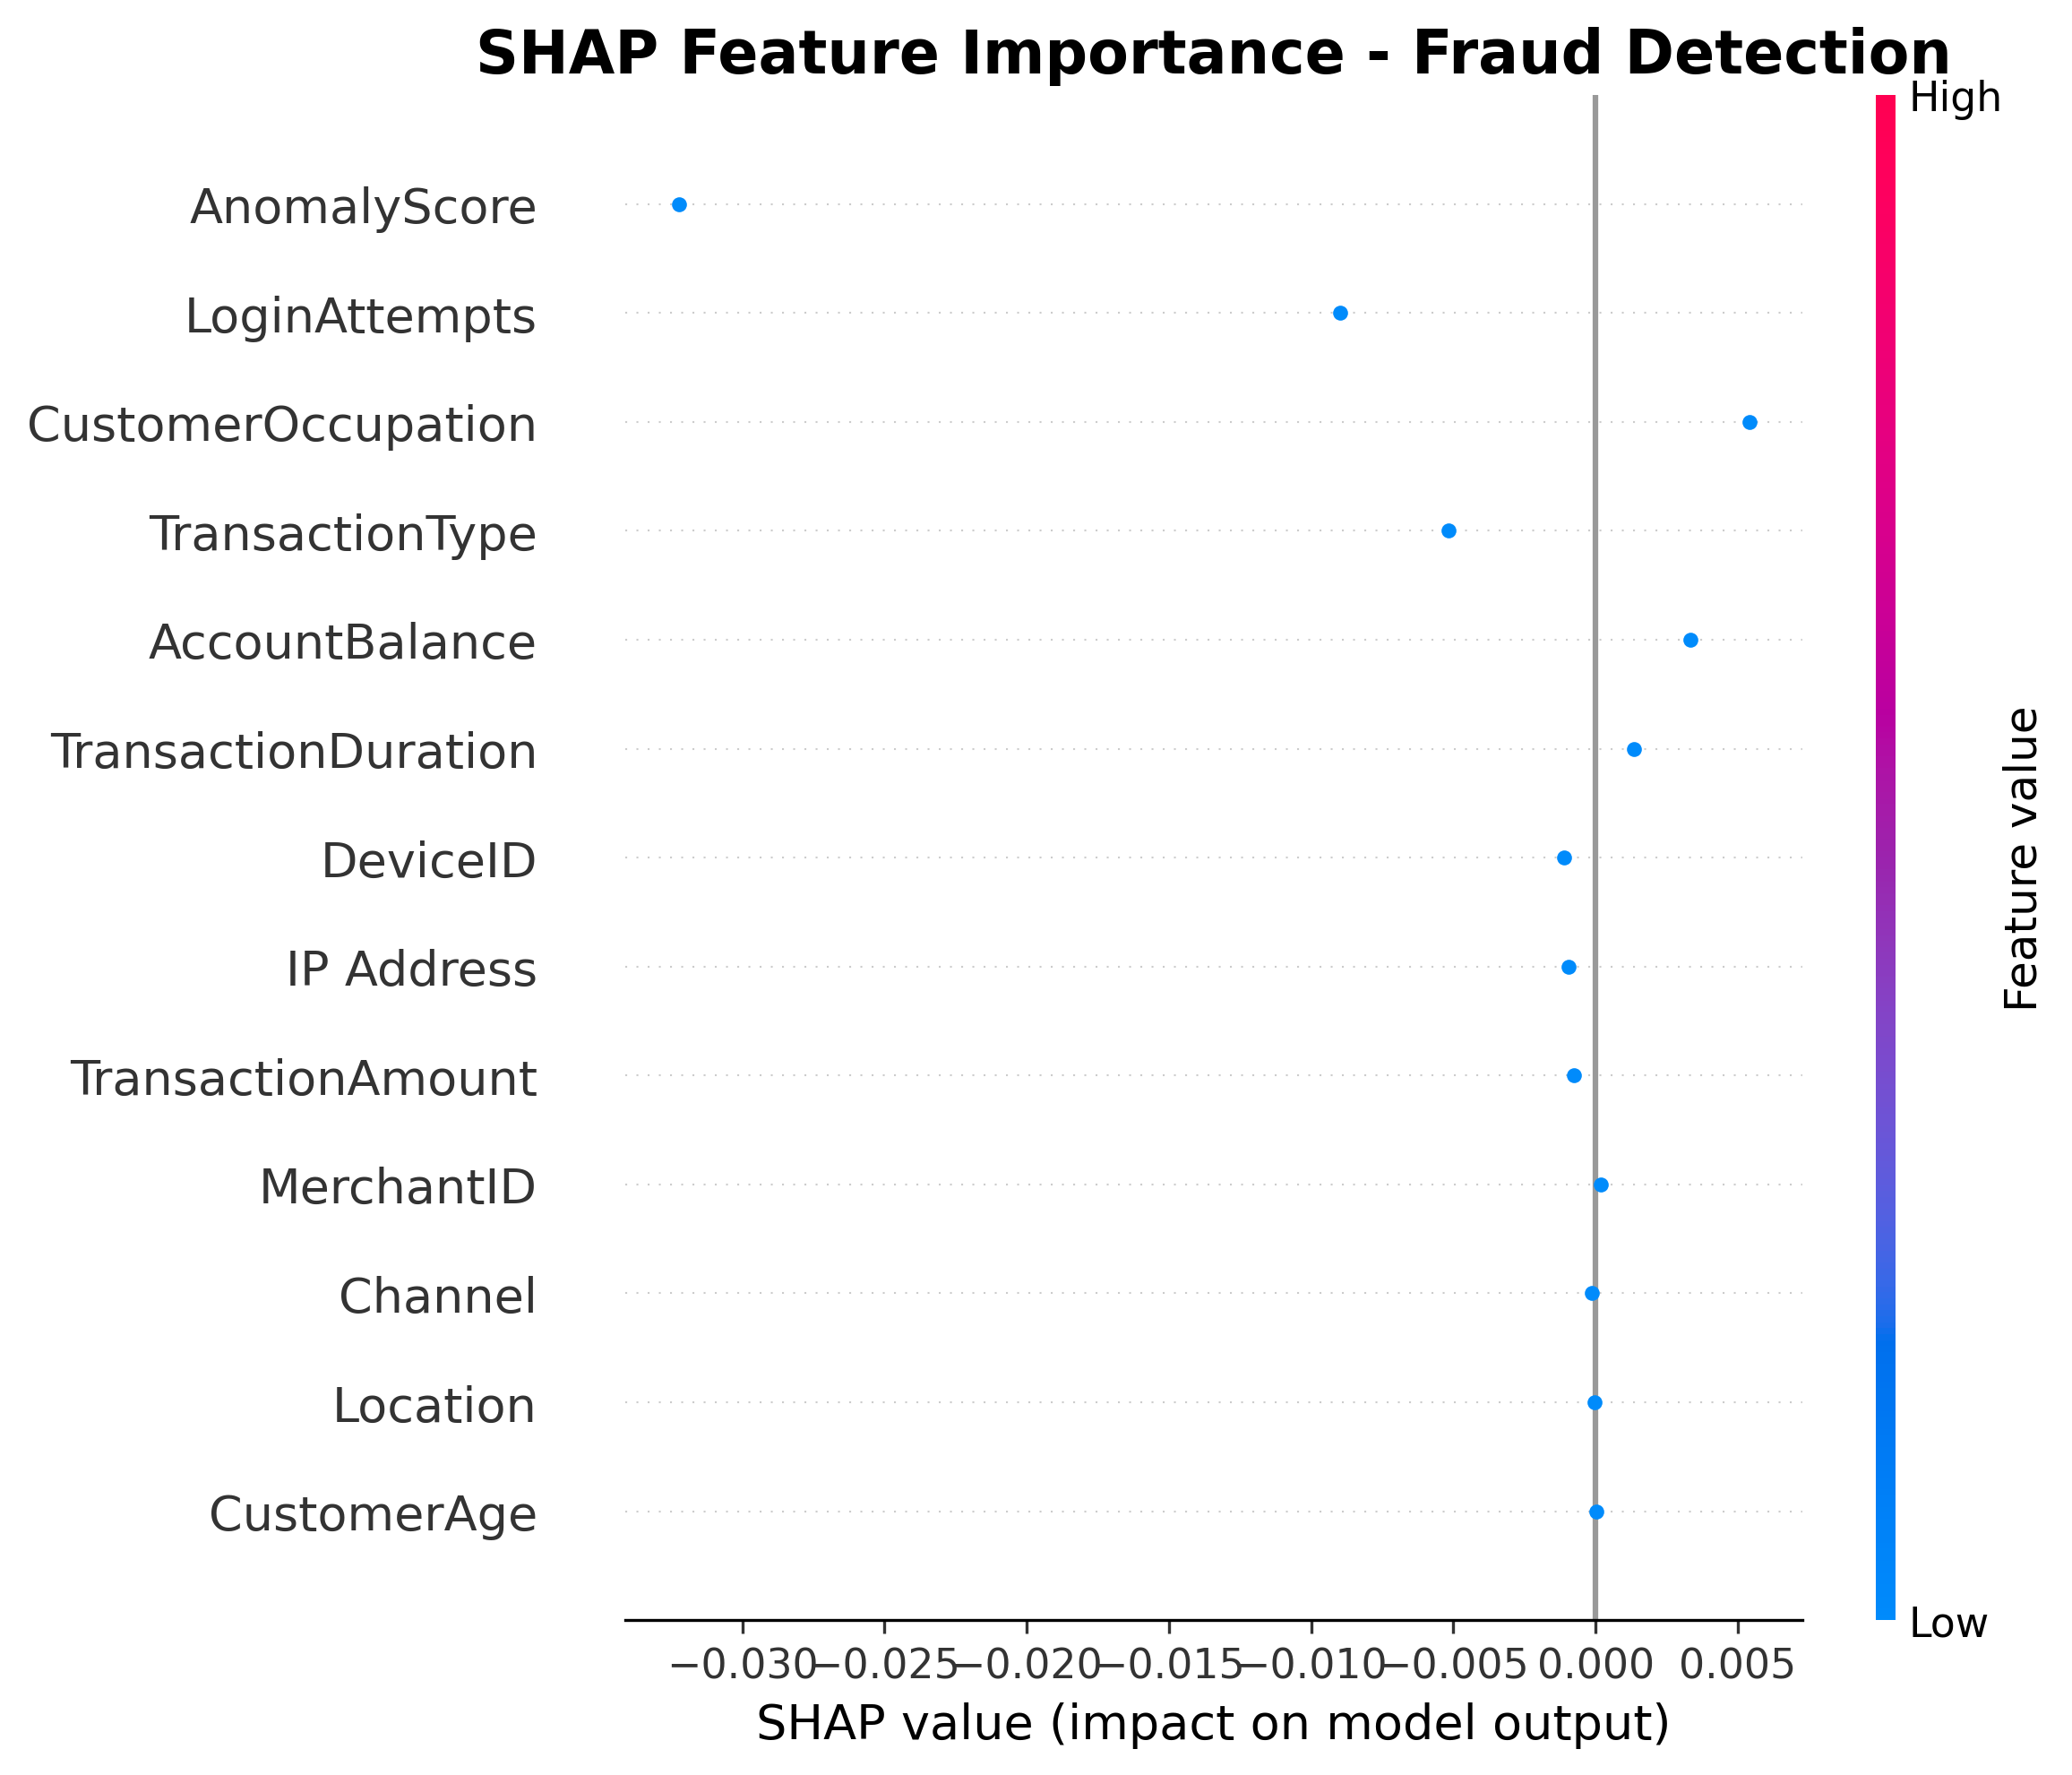 SHAP Feature Importance - Fraud Detection
High
AnomalyScore
LoginAttempts
CustomerOccupation
TransactionType
AccountBalance
TransactionDuration
DeviceID
IP Address
TransactionAmount
MerchantID
Channel
Location
CustomerAge
Feature value
Low
−0.030 −0.025 −0.020 −0.015 −0.010 −0.005 0.000 0.005
SHAP value (impact on model output)